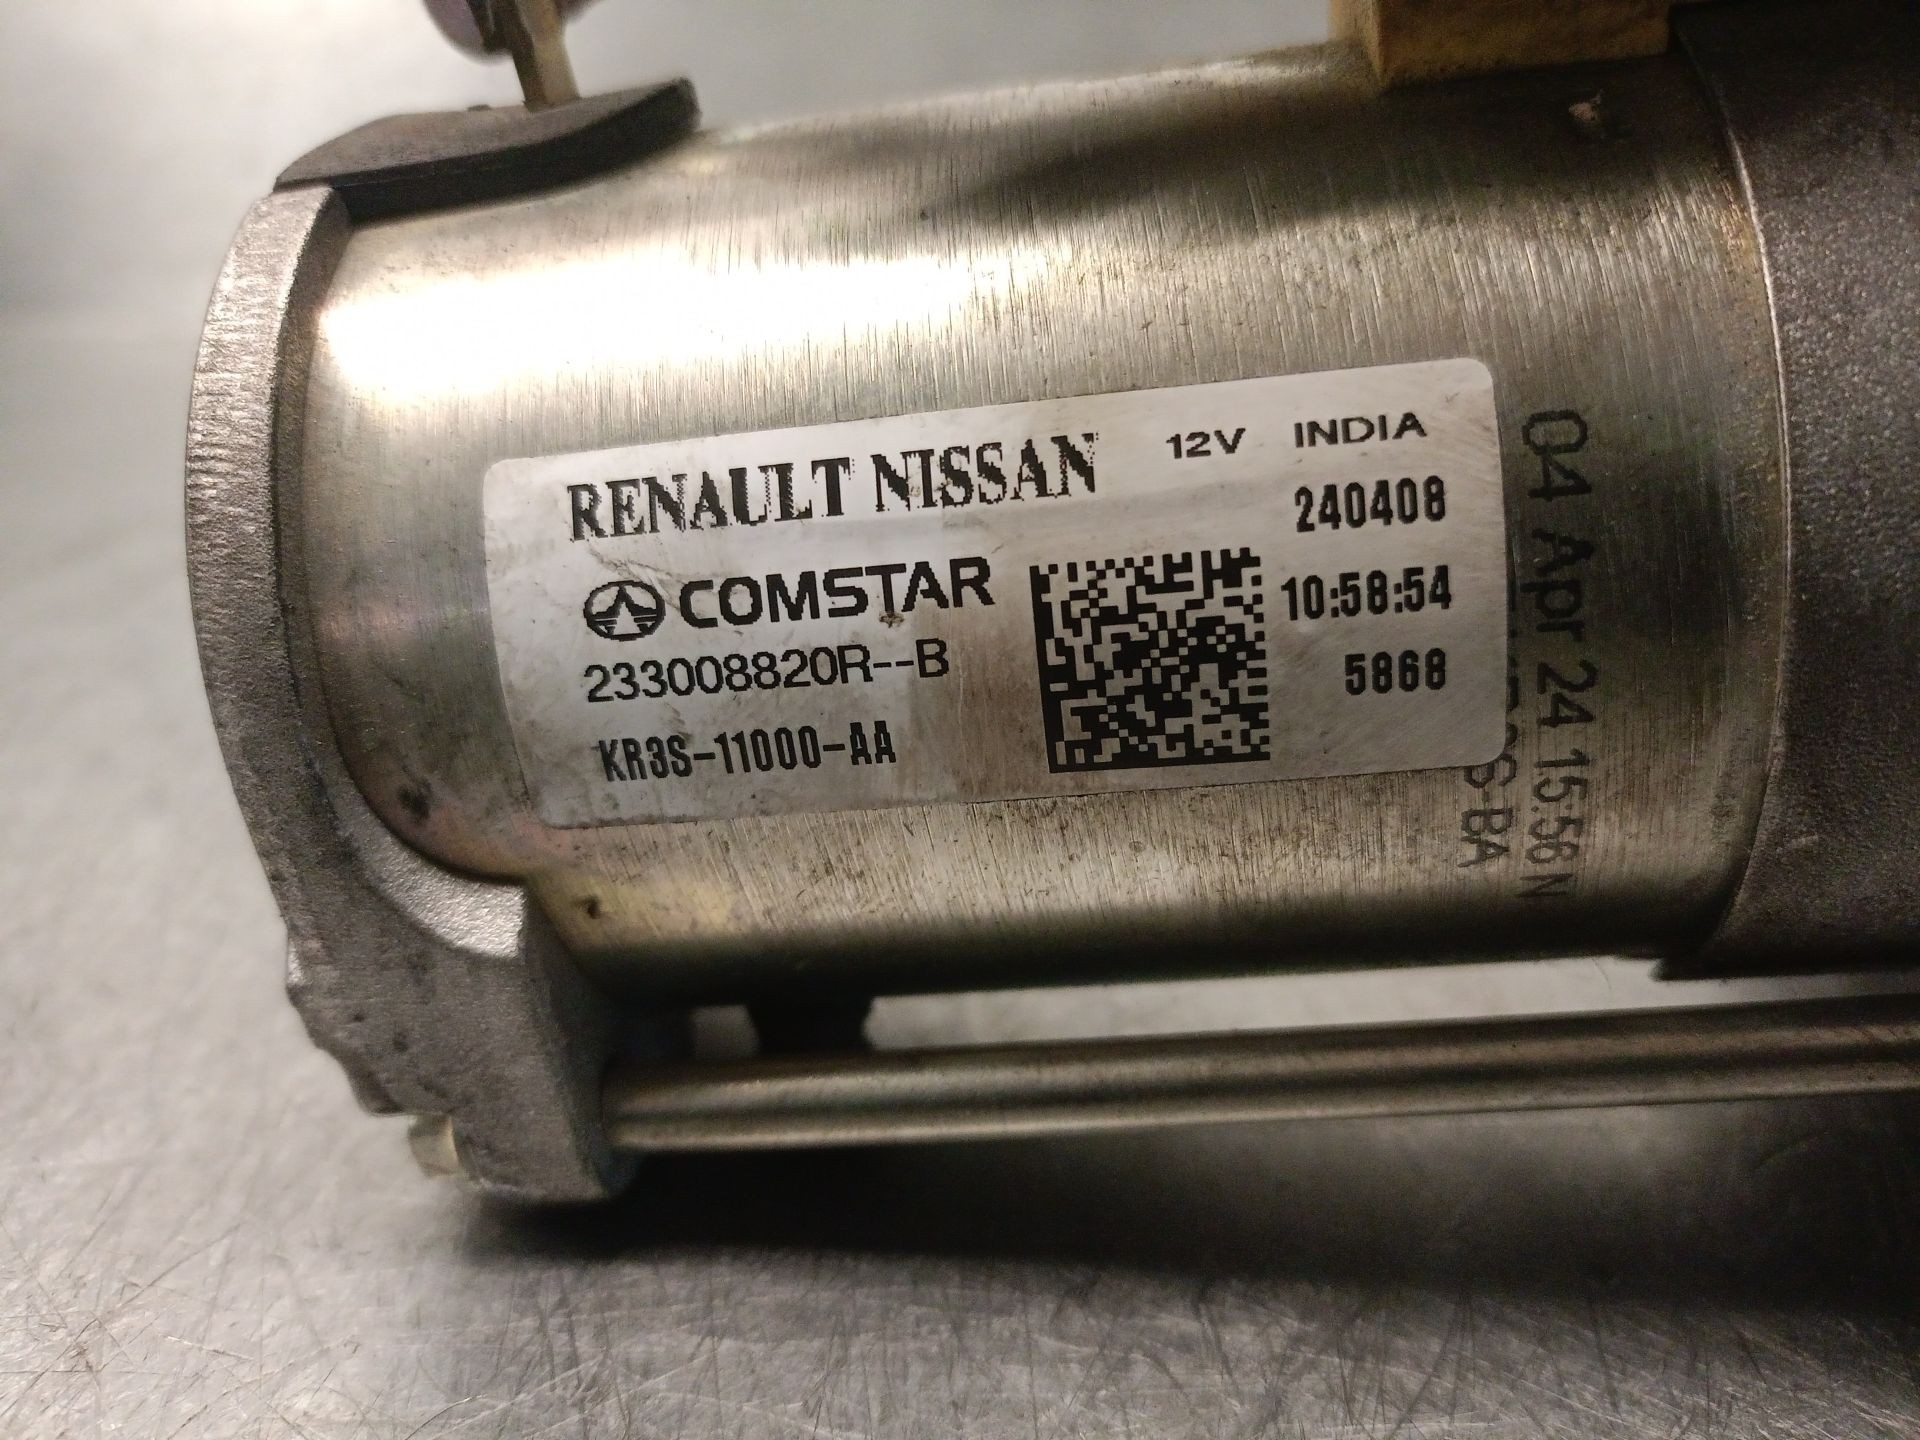 RENAULT NISSAN 12V INDIA
240408
COMSTAR
10:58:54
233008820R--B
5868
KR3S-11000-AA
04 Apr 24 15:56 N
-BA